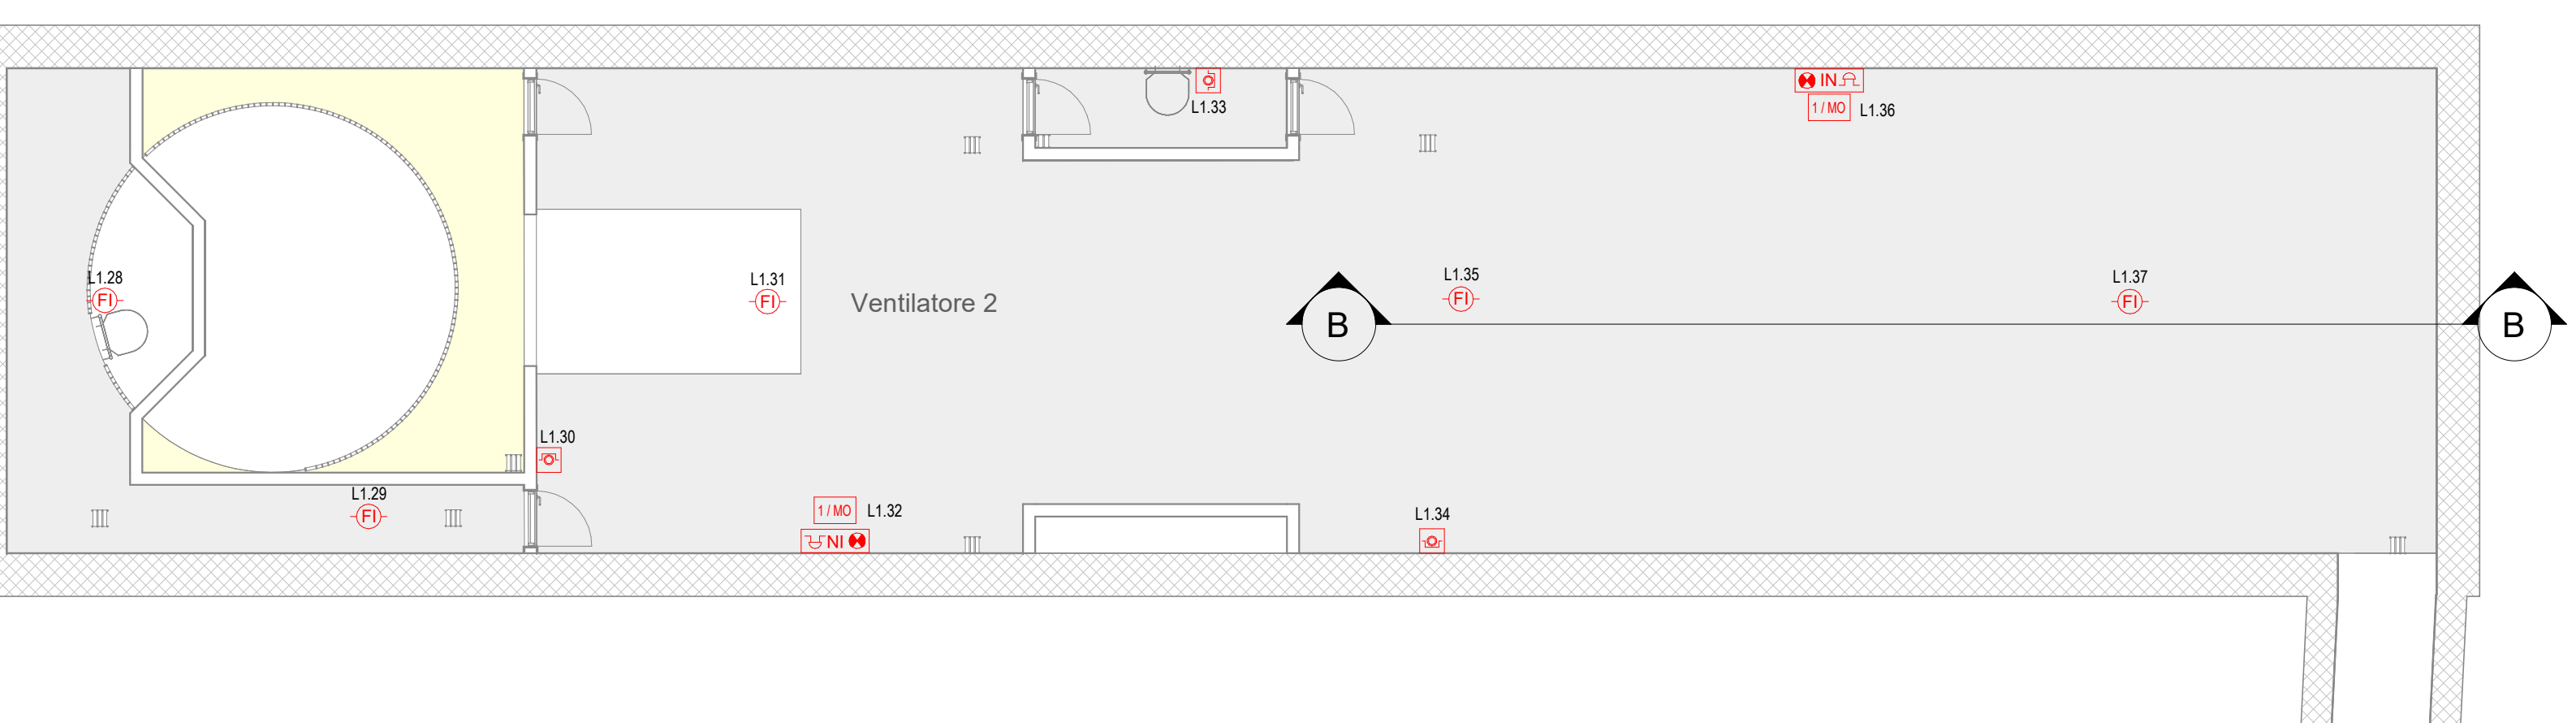 IN
L1.33
1 / MO
L1.36
L1.28
FI
L1.31
FI
Ventilatore 2
L1.35
FI
B
L1.37
FI
B
L1.30
L1.29
FI
1 / MO
L1.32
NI
L1.34